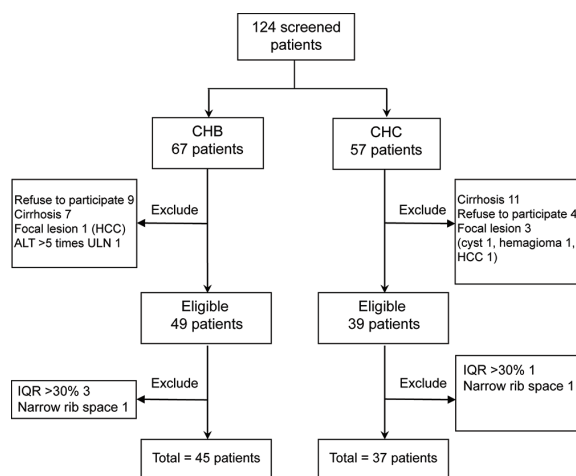 124 screened
patients
CHB
67 patients
CHC
57 patients
Refuse to participate 9
Cirrhosis 7
Focal lesion 1 (HCC)
ALT >5 times ULN 1
Exclude
Exclude
Cirrhosis 11
Refuse to participate 4
Focal lesion 3
(cyst 1, hemagioma 1,
HCC 1)
Eligible
49 patients
Eligible
39 patients
IQR >30% 3
Narrow rib space 1
Exclude
Exclude
IQR >30% 1
Narrow rib space 1
Total = 45 patients
Total = 37 patients